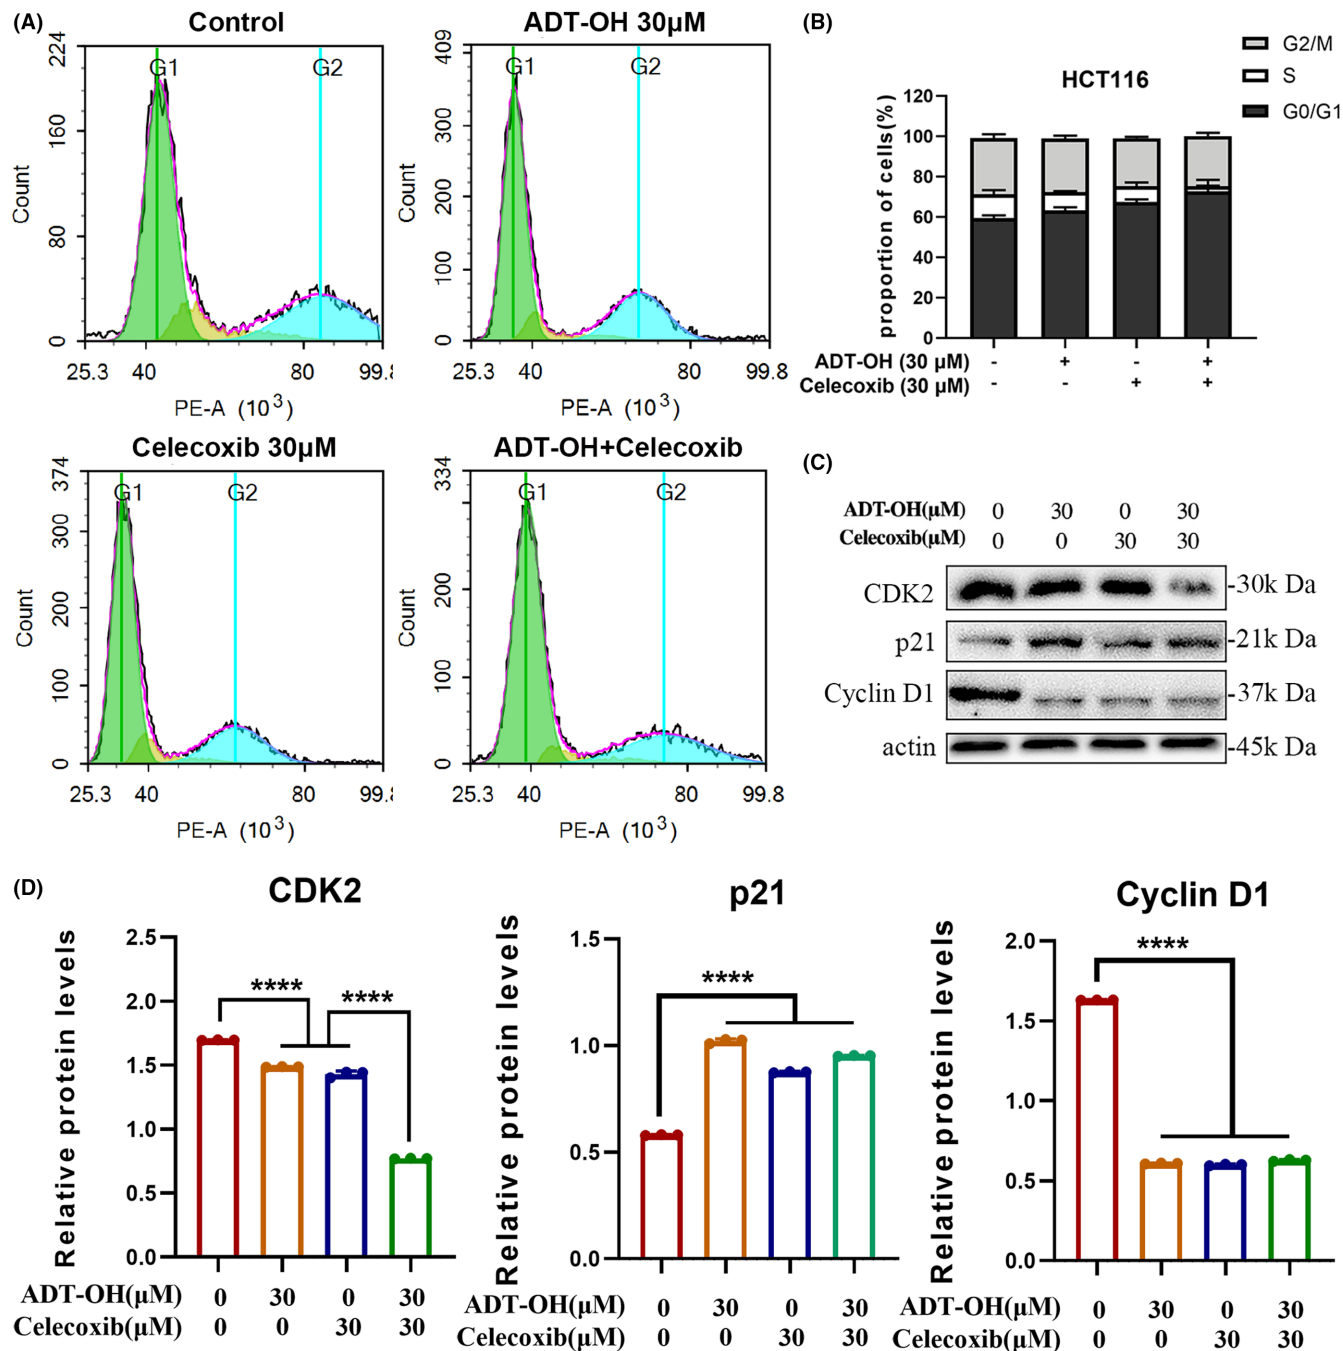 (A)
Control
224
160
80
0
Count
G1
G2
25.3 40 80 99.8
PE-A (10³)
ADT-OH 30µM
409
300
200
100
0
Count
G1
G2
25.3 40 80 99.8
PE-A (10³)
Celecoxib 30µM
374
300
200
100
0
Count
G1
G2
25.3 40 80 99.8
PE-A (10³)
ADT-OH+Celecoxib
334
200
100
0
Count
G1
G2
25.3 40 80 99.8
PE-A (10³)
(B)
G2/M
S
G0/G1
HCT116
proportion of cells(%)
120
100
80
60
40
20
0
ADT-OH (30 µM) - + - +
Celecoxib (30 µM) - - + +
(C)
ADT-OH(µM) 0 30 0 30
Celecoxib(µM) 0 0 30 30
CDK2 -30k Da
p21 -21k Da
Cyclin D1 -37k Da
actin -45k Da
(D)
CDK2
Relative protein levels
2.5
2.0
1.5
1.0
0.5
0.0
**** ****
ADT-OH(µM) 0 30 0 30
Celecoxib(µM) 0 0 30 30
p21
Relative protein levels
1.5
1.0
0.5
0.0
****
ADT-OH(µM) 0 30 0 30
Celecoxib(µM) 0 0 30 30
Cyclin D1
Relative protein levels
2.0
1.5
1.0
0.5
0.0
****
ADT-OH(µM) 0 30 0 30
Celecoxib(µM) 0 0 30 30